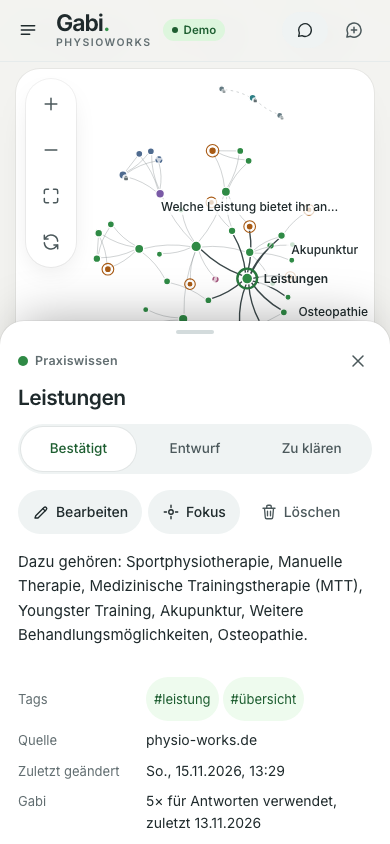 Gabi.
PHYSIOWORKS
Demo
Welche Leistung bietet ihr an...
Akupunktur
Leistungen
Osteopathie
Praxiswissen
Leistungen
Bestätigt
Entwurf
Zu klären
Bearbeiten
Fokus
Löschen
Dazu gehören: Sportphysiotherapie, Manuelle
Therapie, Medizinische Trainingstherapie (MTT),
Youngster Training, Akupunktur, Weitere
Behandlungsmöglichkeiten, Osteopathie.
Tags #leistung #übersicht
Quelle physio-works.de
Zuletzt geändert So., 15.11.2026, 13:29
Gabi 5× für Antworten verwendet,
zuletzt 13.11.2026